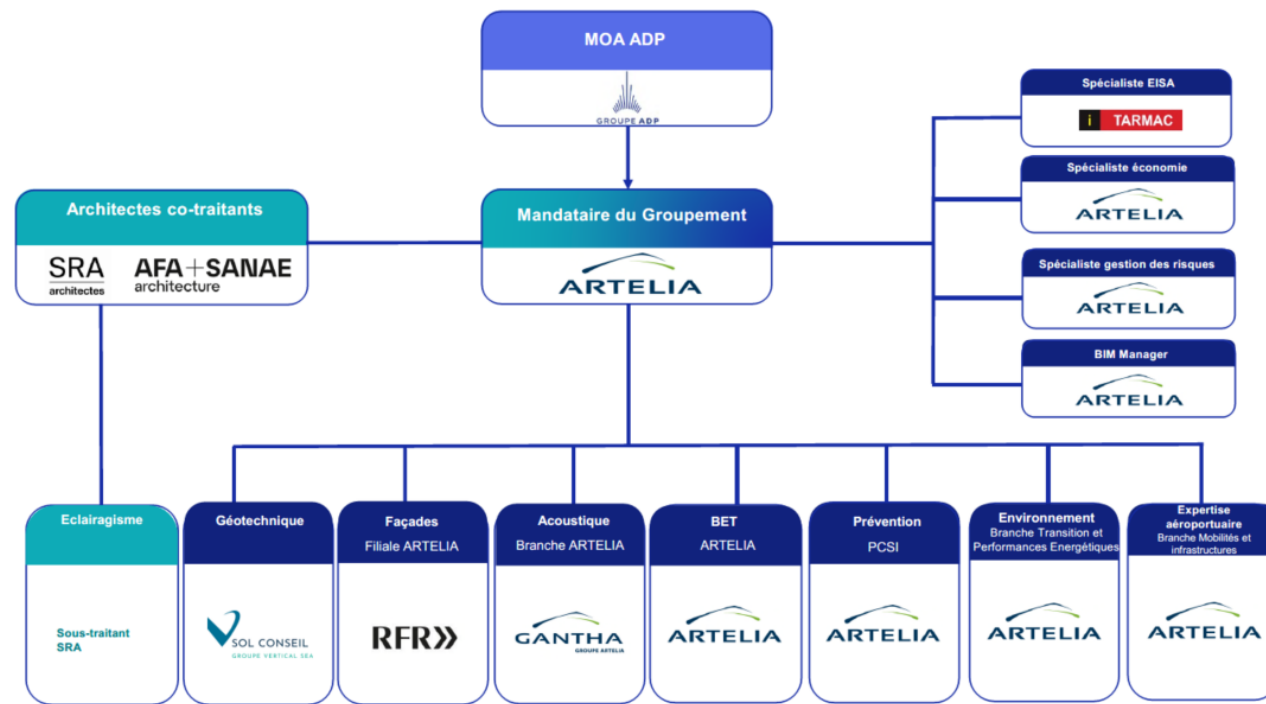 MOA ADP
GROUPE ADP
Spécialiste EISA
i TARMAC
Spécialiste économie
ARTELIA
Architectes co-traitants
SRA
architectes
AFA+SANAE
architecture
Mandataire du Groupement
ARTELIA
Spécialiste gestion des risques
ARTELIA
BIM Manager
ARTELIA
Eclairagisme
Sous-traitant
SRA
Géotechnique
SOL CONSEIL
GROUPE VERTICAL SEA
Façades
Filiale ARTELIA
RFR
Acoustique
Branche ARTELIA
GANTHA
GROUPE ARTELIA
BET
ARTELIA
ARTELIA
Prévention
PCSI
ARTELIA
Environnement
Branche Transition et
Performances Energétiques
ARTELIA
Expertise
aéroportuaire
Branche Mobilités et
infrastructures
ARTELIA